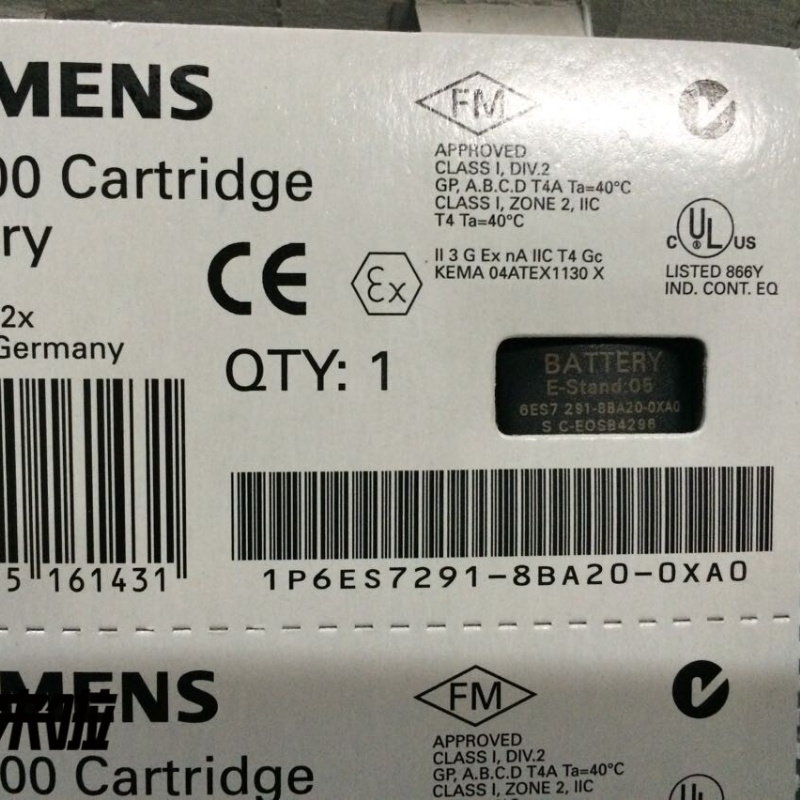 MENS
00 Cartridge
ry
2x
Germany
FM
APPROVED
CLASS I, DIV.2
GP, A.B.C.D T4A Ta=40°C
CLASS I, ZONE 2, IIC
T4 Ta=40°C
CE
Ex
II 3 G Ex nA IIC T4 Gc
KEMA 04ATEX1130 X
c UL US
LISTED 866Y
IND. CONT. EQ
QTY: 1
BATTERY
E-Stand:05
6ES7 291-8BA20-0XA0
S C-E0SB4296
5 161431
1P6ES7291-8BA20-0XA0
MENS
00 Cartridge
FM
APPROVED
CLASS I, DIV.2
GP, A.B.C.D T4A Ta=40°C
CLASS I, ZONE 2, IIC
UL